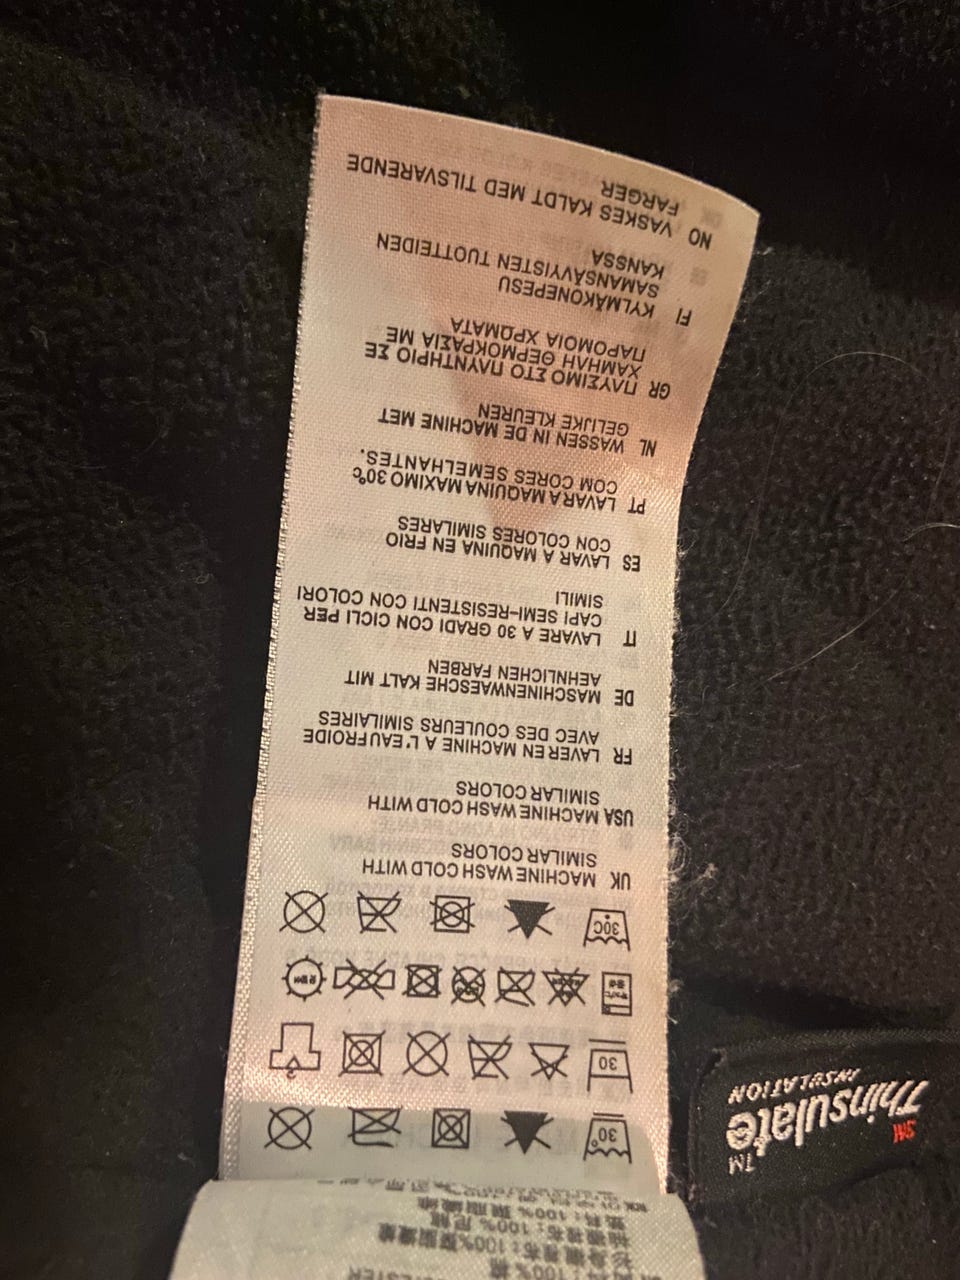 30°
30
30C
UK MACHINE WASH COLD WITH
SIMILAR COLORS
USA MACHINE WASH COLD WITH
SIMILAR COLORS
FR LAVER EN MACHINE A L'EAU FROIDE
AVEC DES COULEURS SIMILAIRES
DE MASCHINENWAESCHE KALT MIT
AEHNLICHEN FARBEN
IT LAVARE A 30 GRADI CON CICLI PER
CAPI SEMI-RESISTENTI CON COLORI
SIMILI
ES LAVAR A MAQUINA EN FRIO
CON COLORES SIMILARES
PT LAVAR A MAQUINA MAXIMO 30°C
COM CORES SEMELHANTES.
NL WASSEN IN DE MACHINE MET
GELIJKE KLEUREN
GR ΠΛΥΣΙΜΟ ΣΤΟ ΠΛΥΝΤΗΡΙΟ ΣΕ
ΧΑΜΗΛΗ ΘΕΡΜΟΚΡΑΣΙΑ ΜΕ
ΠΑΡΟΜΟΙΑ ΧΡΩΜΑΤΑ
FI KYLMÄKONEPESU
SAMANSÄVYISTEN TUOTTEIDEN
KANSSA
NO VASKES KALDT MED TILSVARENDE
FARGER
3M
Thinsulate™
INSULATION